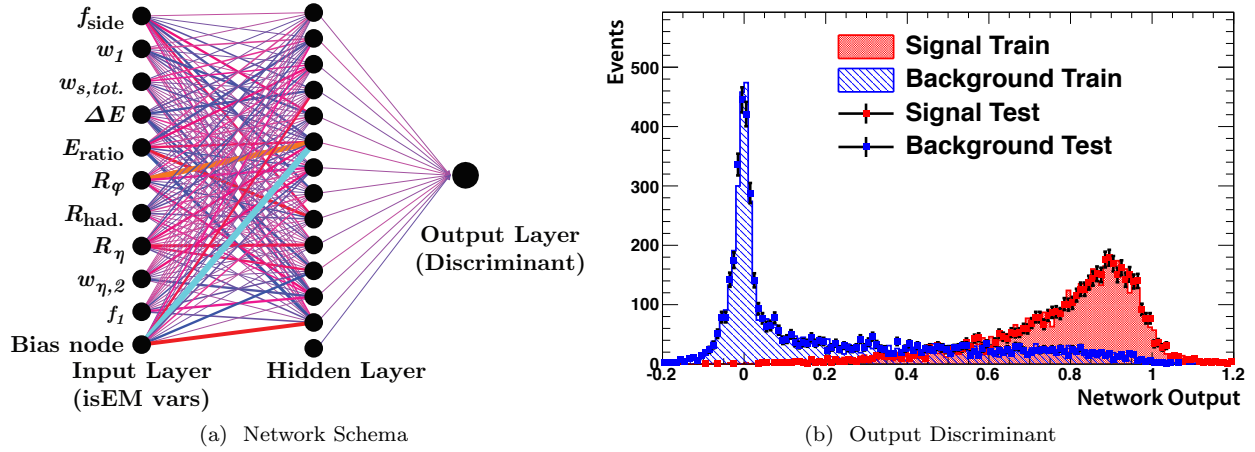 f_side
w_1
w_s,tot.
ΔE
E_ratio
R_φ
R_had.
R_η
w_η,2
f_1
Bias node
Input Layer
(isEM vars)
Hidden Layer
Output Layer
(Discriminant)
(a) Network Schema
Events
500
400
300
200
100
0
-0.2 0 0.2 0.4 0.6 0.8 1 1.2
Network Output
Signal Train
Background Train
Signal Test
Background Test
(b) Output Discriminant